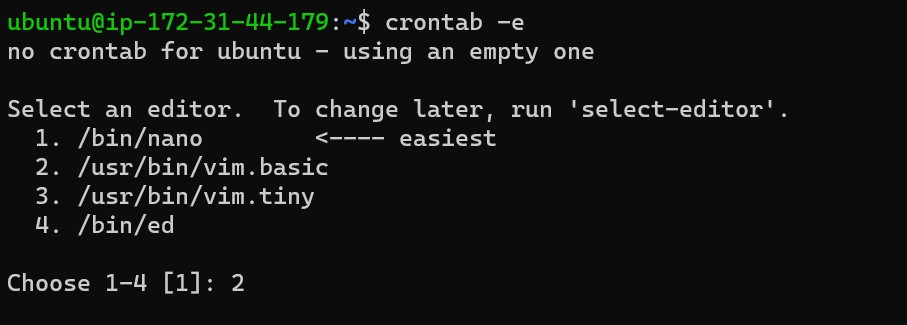 ubuntu@ip-172-31-44-179:~$ crontab -e
no crontab for ubuntu - using an empty one

Select an editor.  To change later, run 'select-editor'.
  1. /bin/nano        <---- easiest
  2. /usr/bin/vim.basic
  3. /usr/bin/vim.tiny
  4. /bin/ed

Choose 1-4 [1]: 2